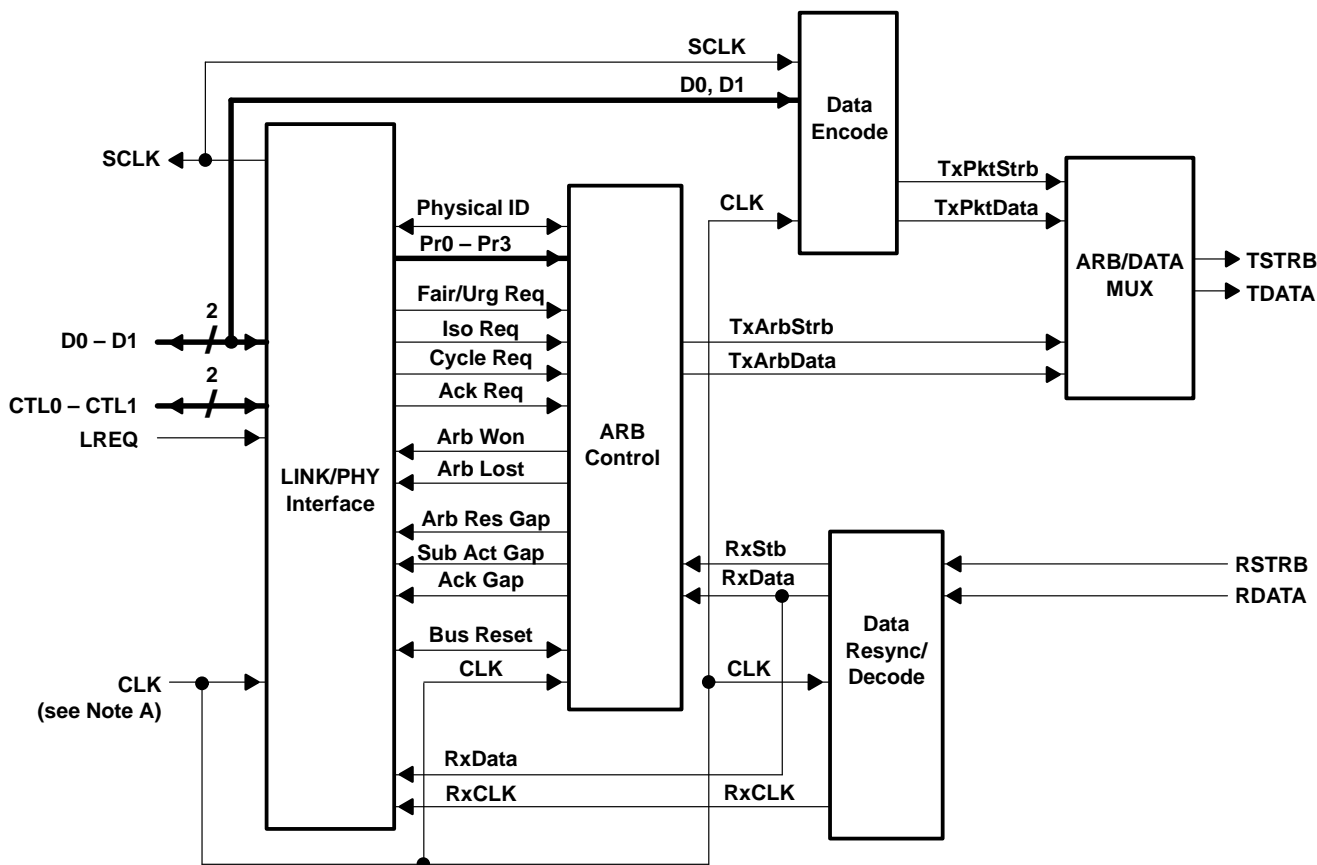 SCLK
D0, D1
Data
Encode
SCLK
TxPktStrb
CLK
TxPktData
Physical ID
Pr0 – Pr3
ARB/DATA
MUX
TSTRB
TDATA
Fair/Urg Req
2
D0 – D1
Iso Req
TxArbStrb
Cycle Req
TxArbData
2
CTL0 – CTL1
Ack Req
LREQ
Arb Won
ARB
Control
Arb Lost
LINK/PHY
Interface
Arb Res Gap
Sub Act Gap
RxStb
RSTRB
Ack Gap
RxData
RDATA
Data
Resync/
Decode
Bus Reset
CLK
CLK
CLK
(see Note A)
RxData
RxCLK
RxCLK